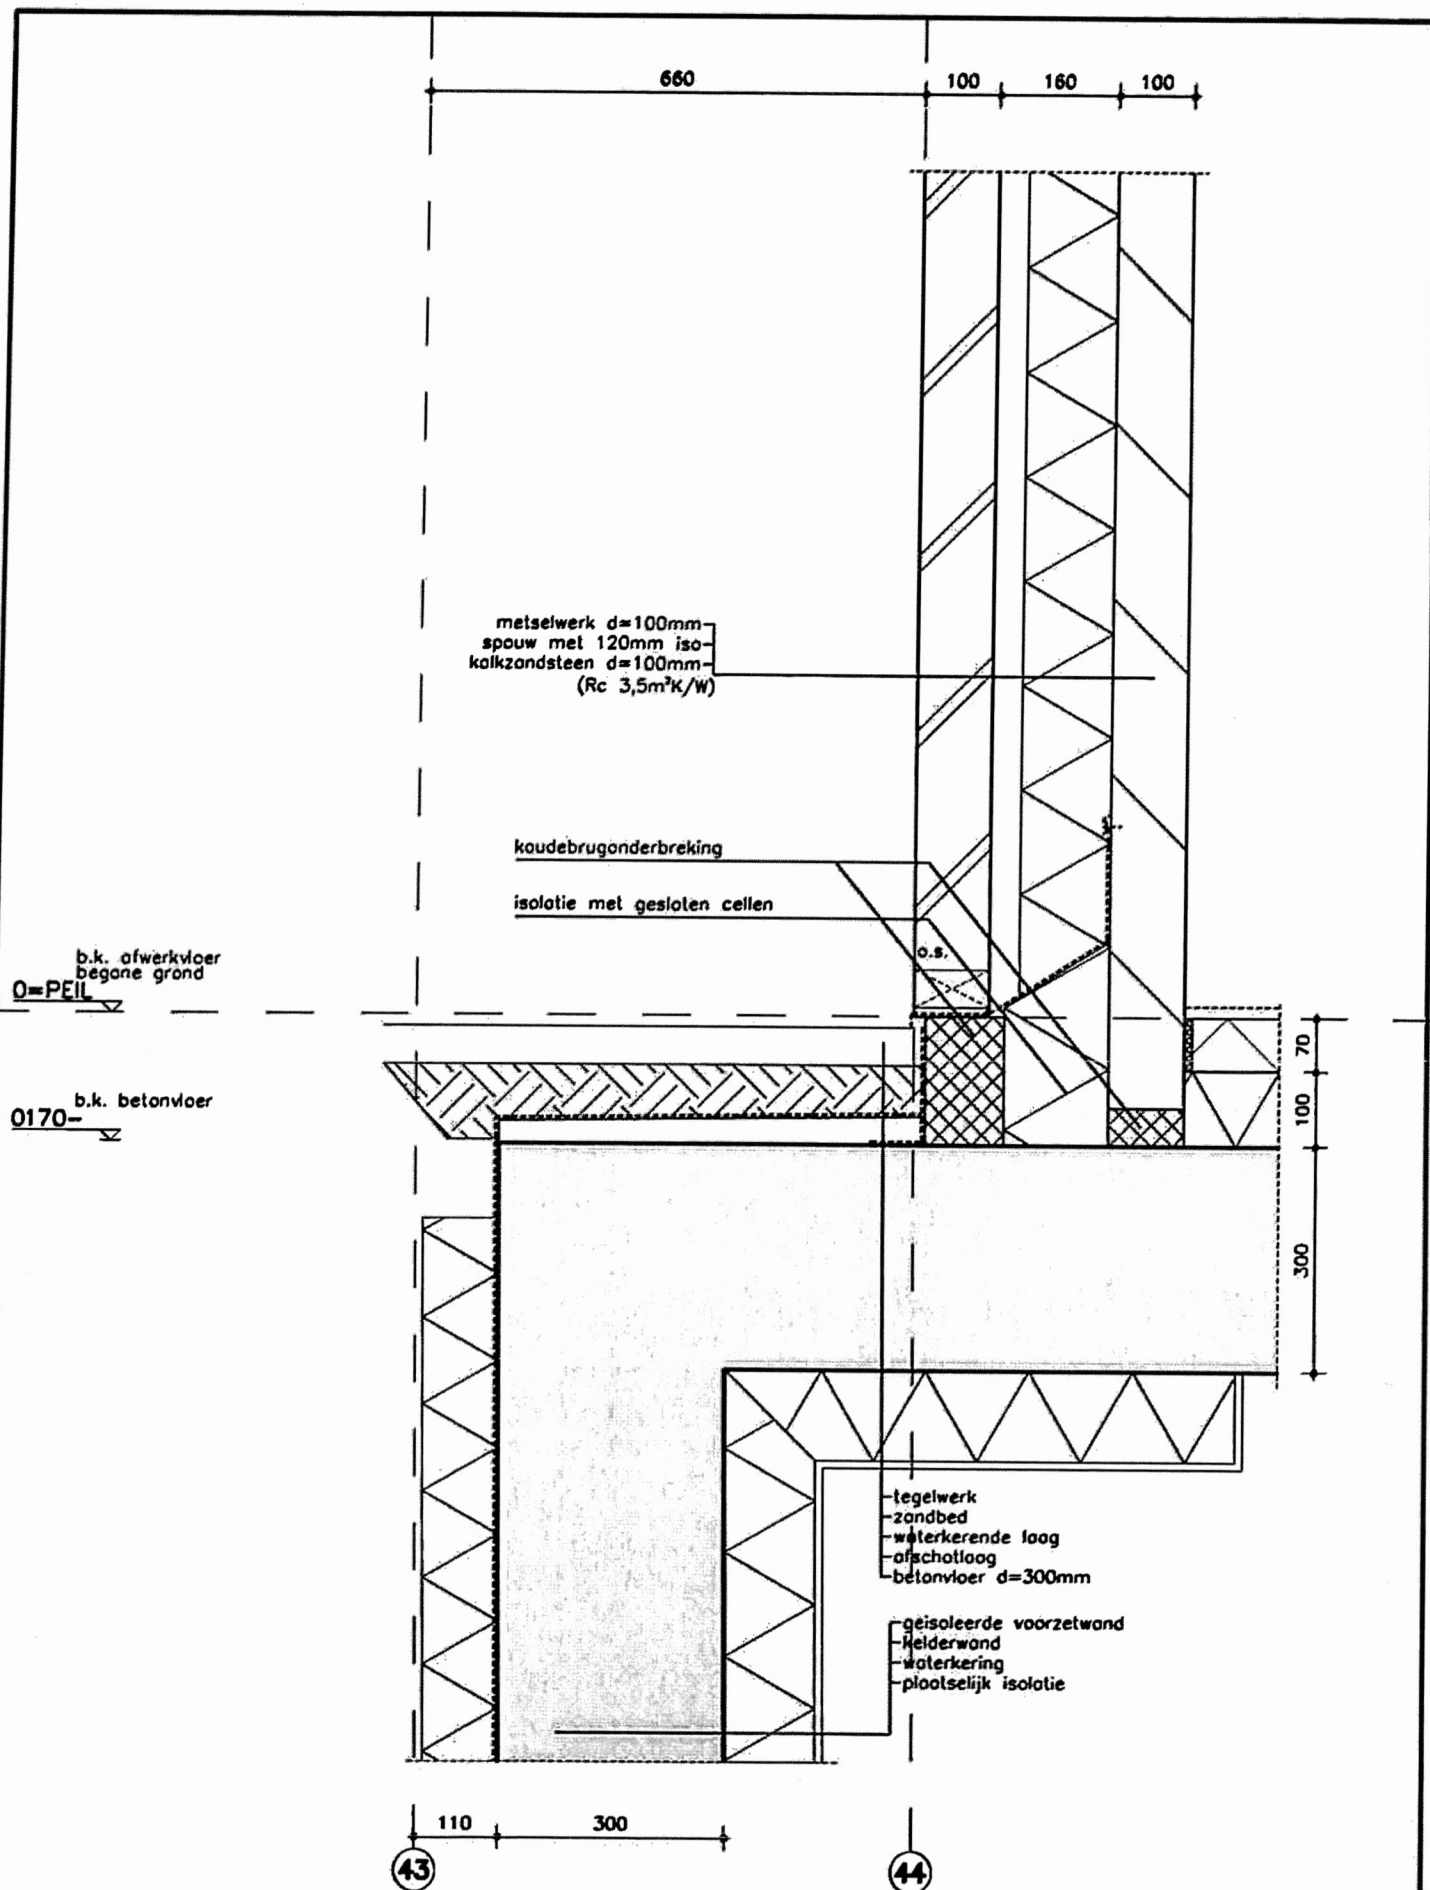 660
100
160
100
metselwerk d=100mm
spouw met 120mm iso
kalkzandsteen d=100mm
(Rc 3,5m²K/W)
koudebrugonderbreking
isolatie met gesloten cellen
o.s.
b.k. afwerkvloer
begane grond
0=PEIL
70
b.k. betonvloer
0170-
100
300
tegelwerk
zandbed
waterkerende laag
afschotlaag
betonvloer d=300mm
geisoleerde voorzetwand
kelderwand
waterkering
plaatselijk isolatie
110
300
43
44